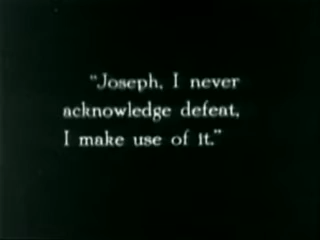 "Joseph, I never
acknowledge defeat,
I make use of it."